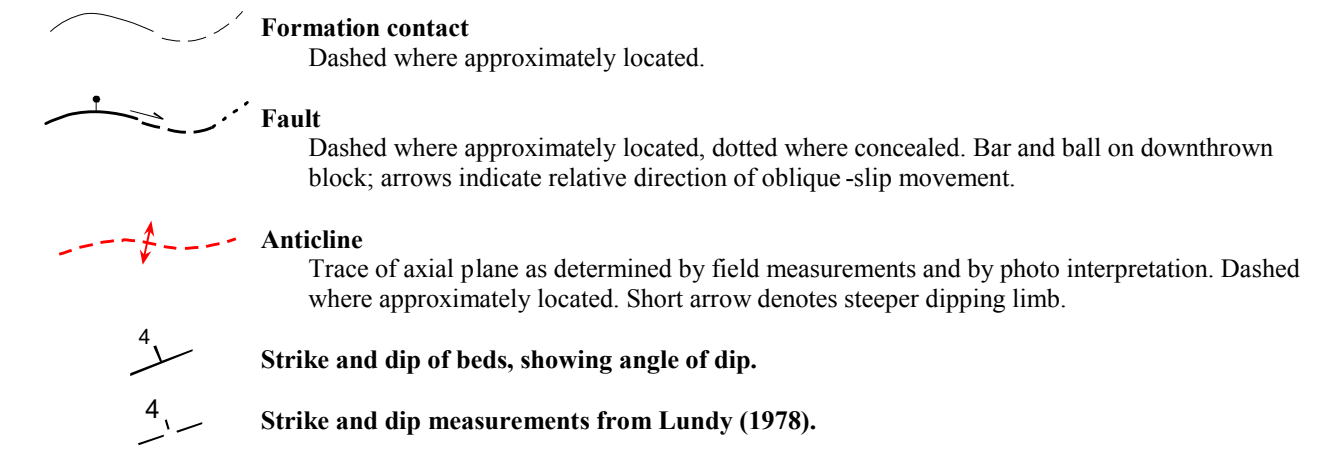 Formation contact
Dashed where approximately located.
Fault
Dashed where approximately located, dotted where concealed. Bar and ball on downthrown
block; arrows indicate relative direction of oblique-slip movement.
Anticline
Trace of axial plane as determined by field measurements and by photo interpretation. Dashed
where approximately located. Short arrow denotes steeper dipping limb.
4
Strike and dip of beds, showing angle of dip.
4
Strike and dip measurements from Lundy (1978).